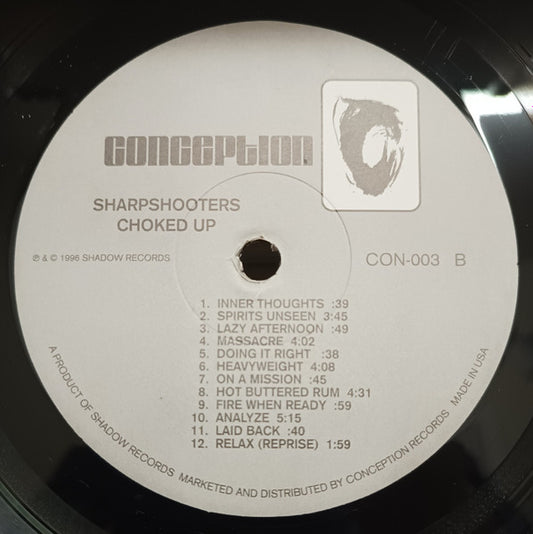 CONCEPTION
SHARPSHOOTERS
CHOKED UP
℗ & © 1996 SHADOW RECORDS
CON-003 B
1. INNER THOUGHTS :39
2. SPIRITS UNSEEN 3:45
3. LAZY AFTERNOON :49
4. MASSACRE 4:02
5. DOING IT RIGHT :38
6. HEAVYWEIGHT 4:08
7. ON A MISSION :45
8. HOT BUTTERED RUM 4:31
9. FIRE WHEN READY :59
10. ANALYZE 5:15
11. LAID BACK :40
12. RELAX (REPRISE) 1:59
A PRODUCT OF SHADOW RECORDS MARKETED AND DISTRIBUTED BY CONCEPTION RECORDS MADE IN USA